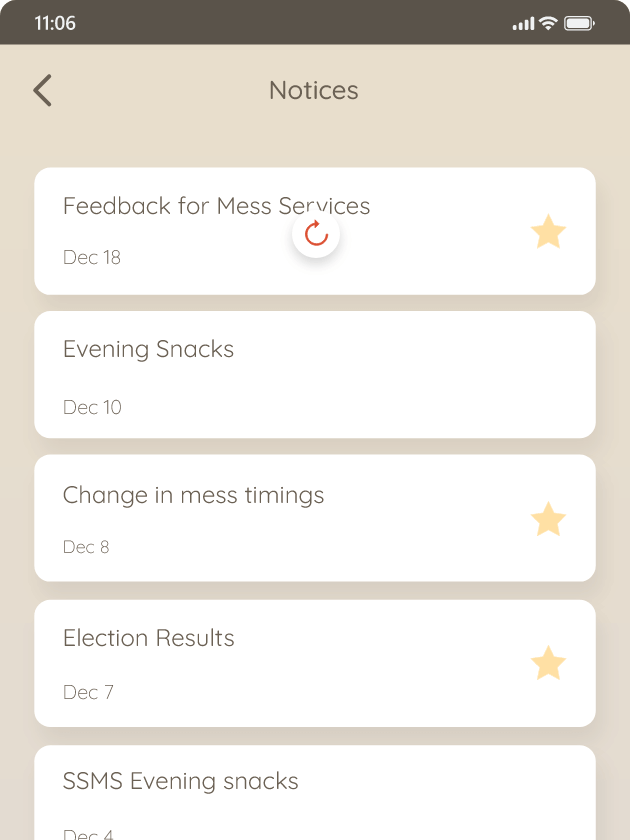 11:06
Notices
Feedback for Mess Services
Dec 18
Evening Snacks
Dec 10
Change in mess timings
Dec 8
Election Results
Dec 7
SSMS Evening snacks
Dec 4